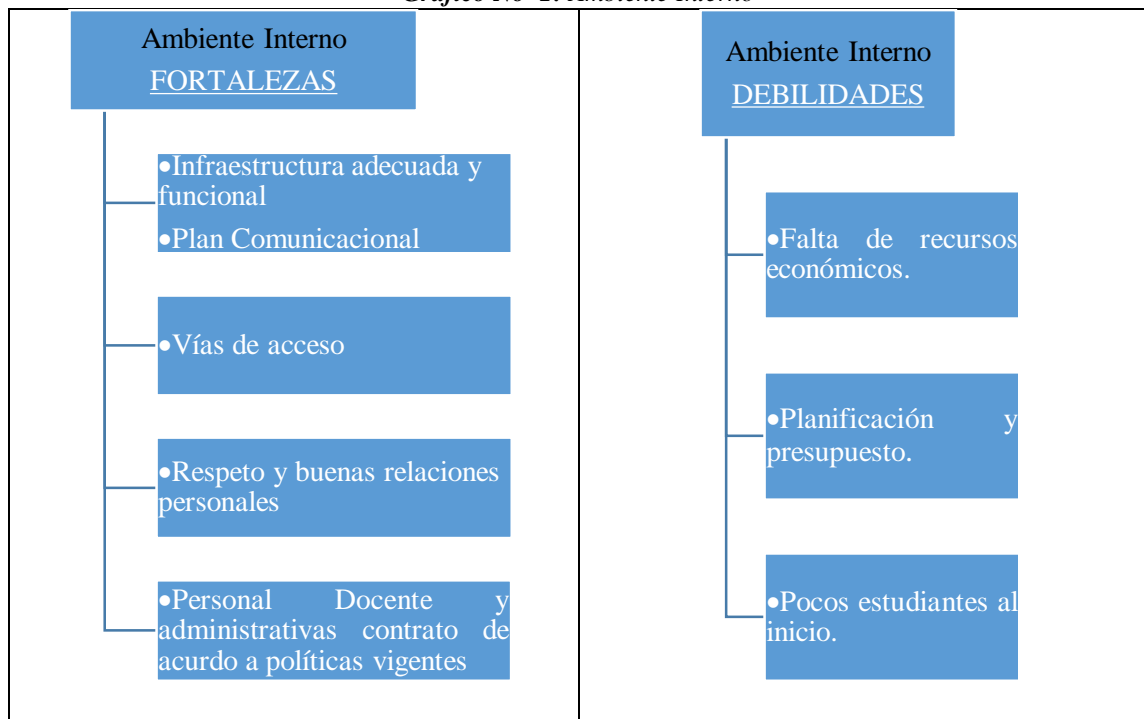 Ambiente Interno
FORTALEZAS
•Infraestructura adecuada y
funcional
•Plan Comunicacional
•Vías de acceso
•Respeto y buenas relaciones
personales
•Personal Docente y
administrativas contrato de
acurdo a políticas vigentes
Ambiente Interno
DEBILIDADES
•Falta de recursos
económicos.
•Planificación y
presupuesto.
•Pocos estudiantes al
inicio.